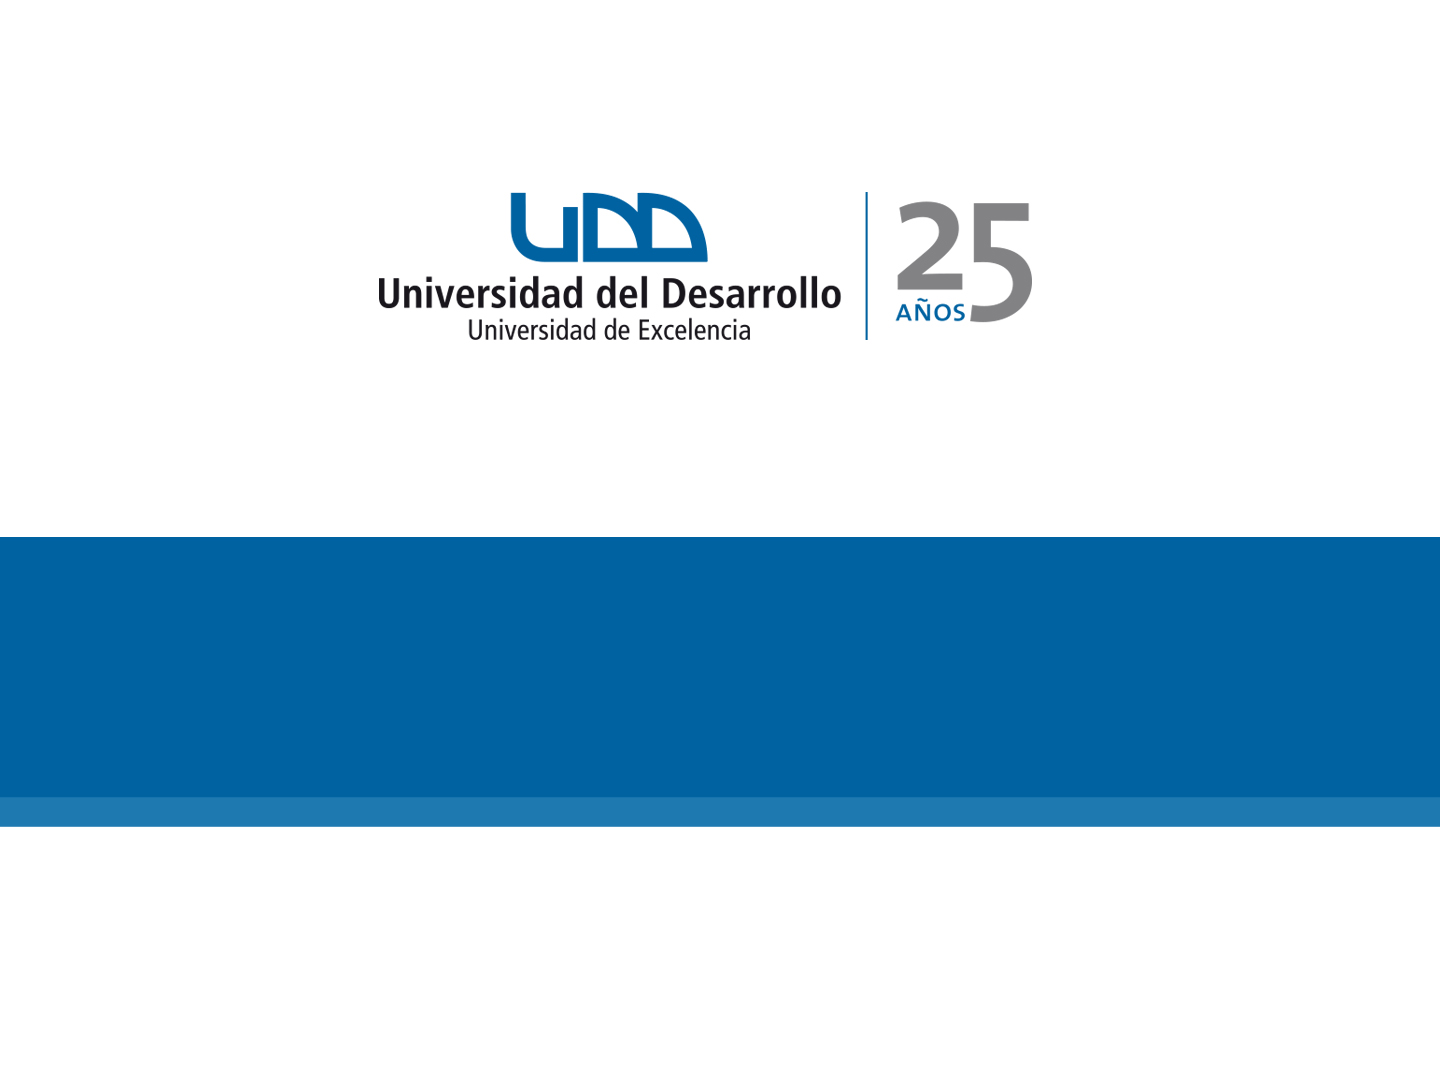 UDD
Universidad del Desarrollo
Universidad de Excelencia
25
AÑOS